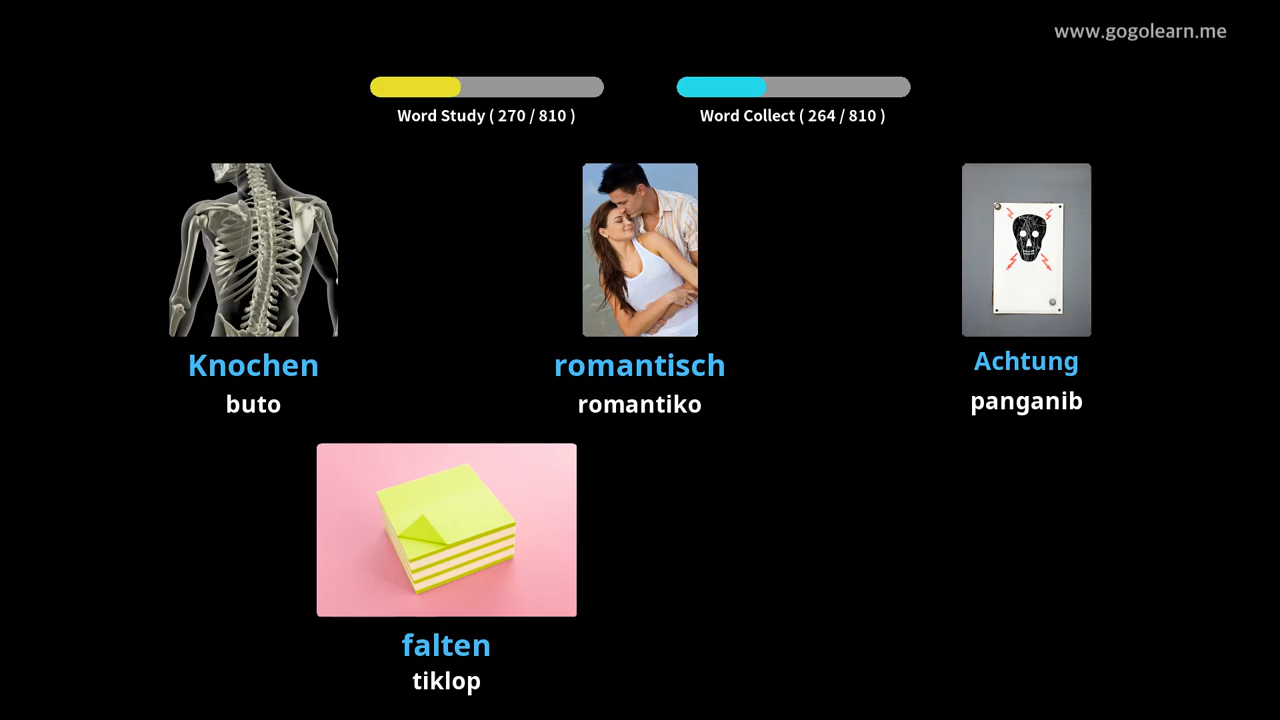 www.gogolearn.me
Word Study ( 270 / 810 )
Word Collect ( 264 / 810 )
Knochen
buto
romantisch
romantiko
Achtung
panganib
falten
tiklop